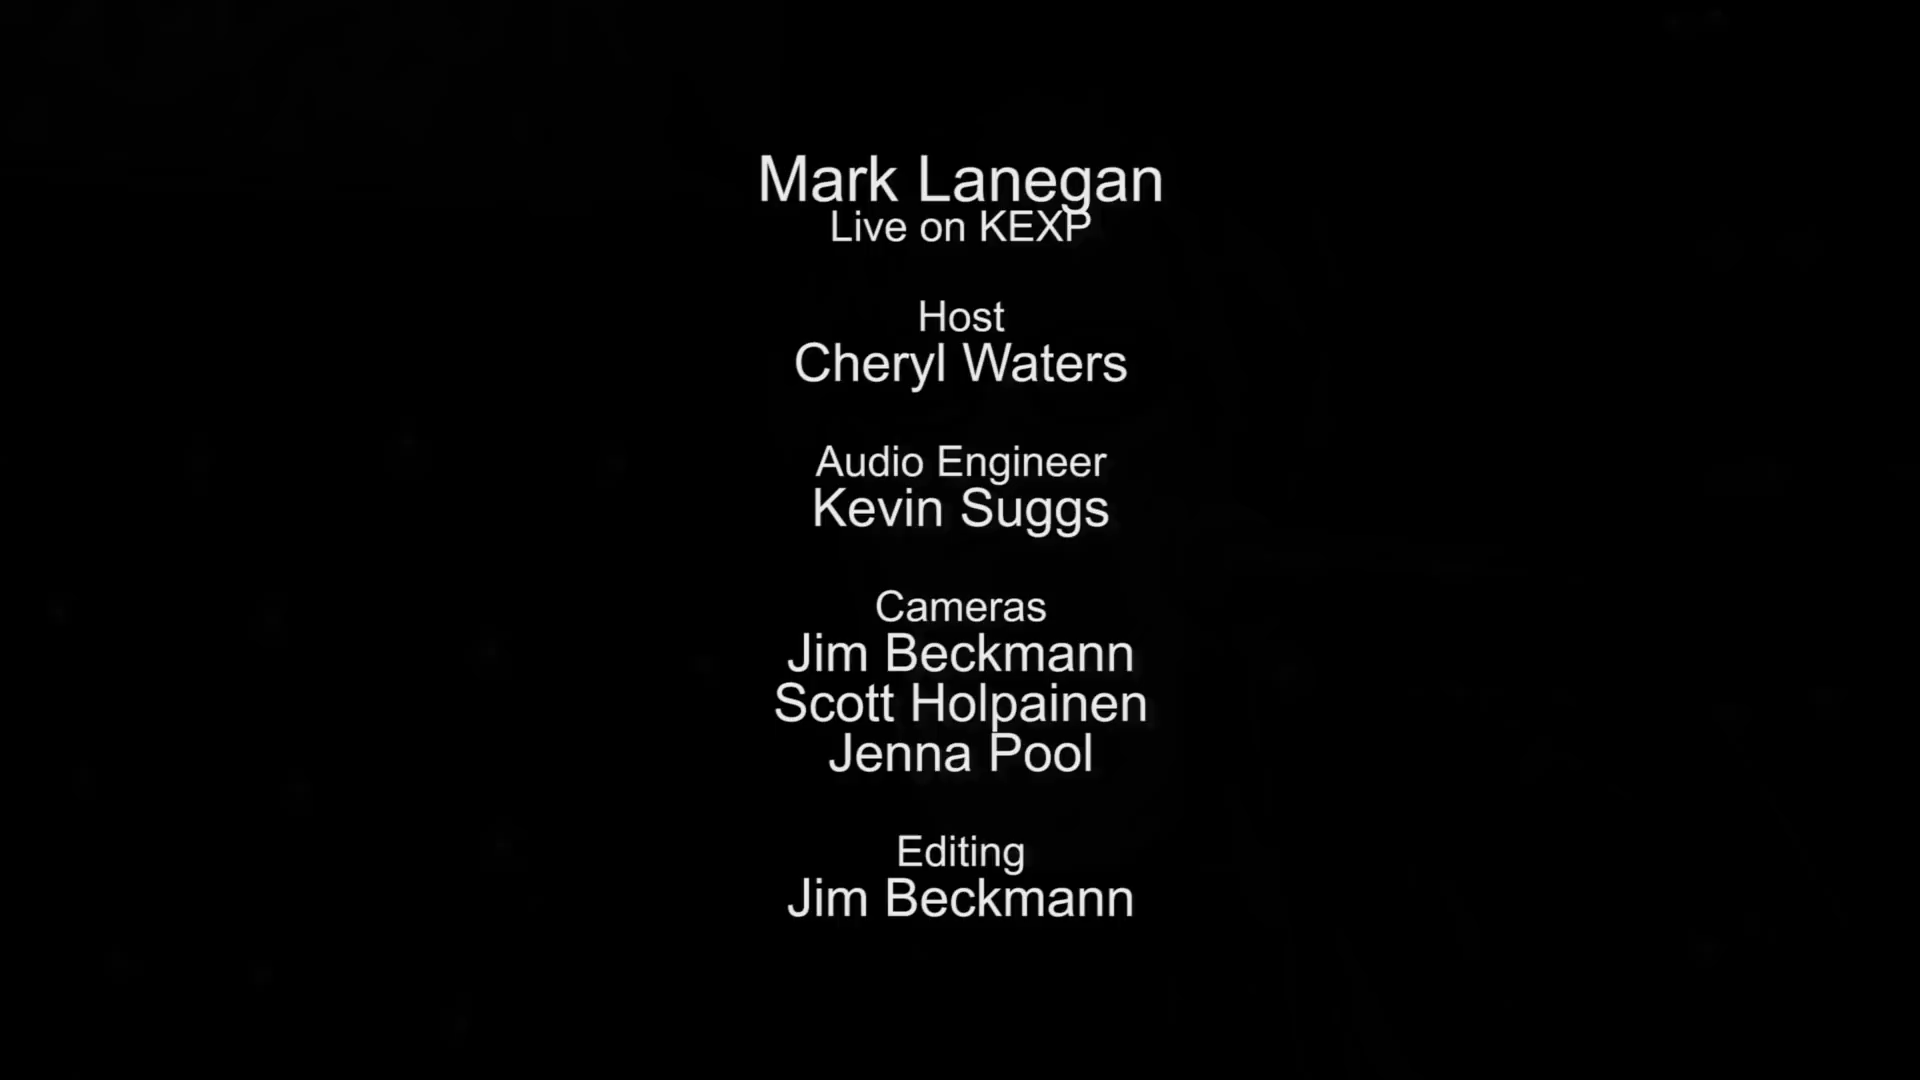 Mark Lanegan
Live on KEXP
Host
Cheryl Waters
Audio Engineer
Kevin Suggs
Cameras
Jim Beckmann
Scott Holpainen
Jenna Pool
Editing
Jim Beckmann